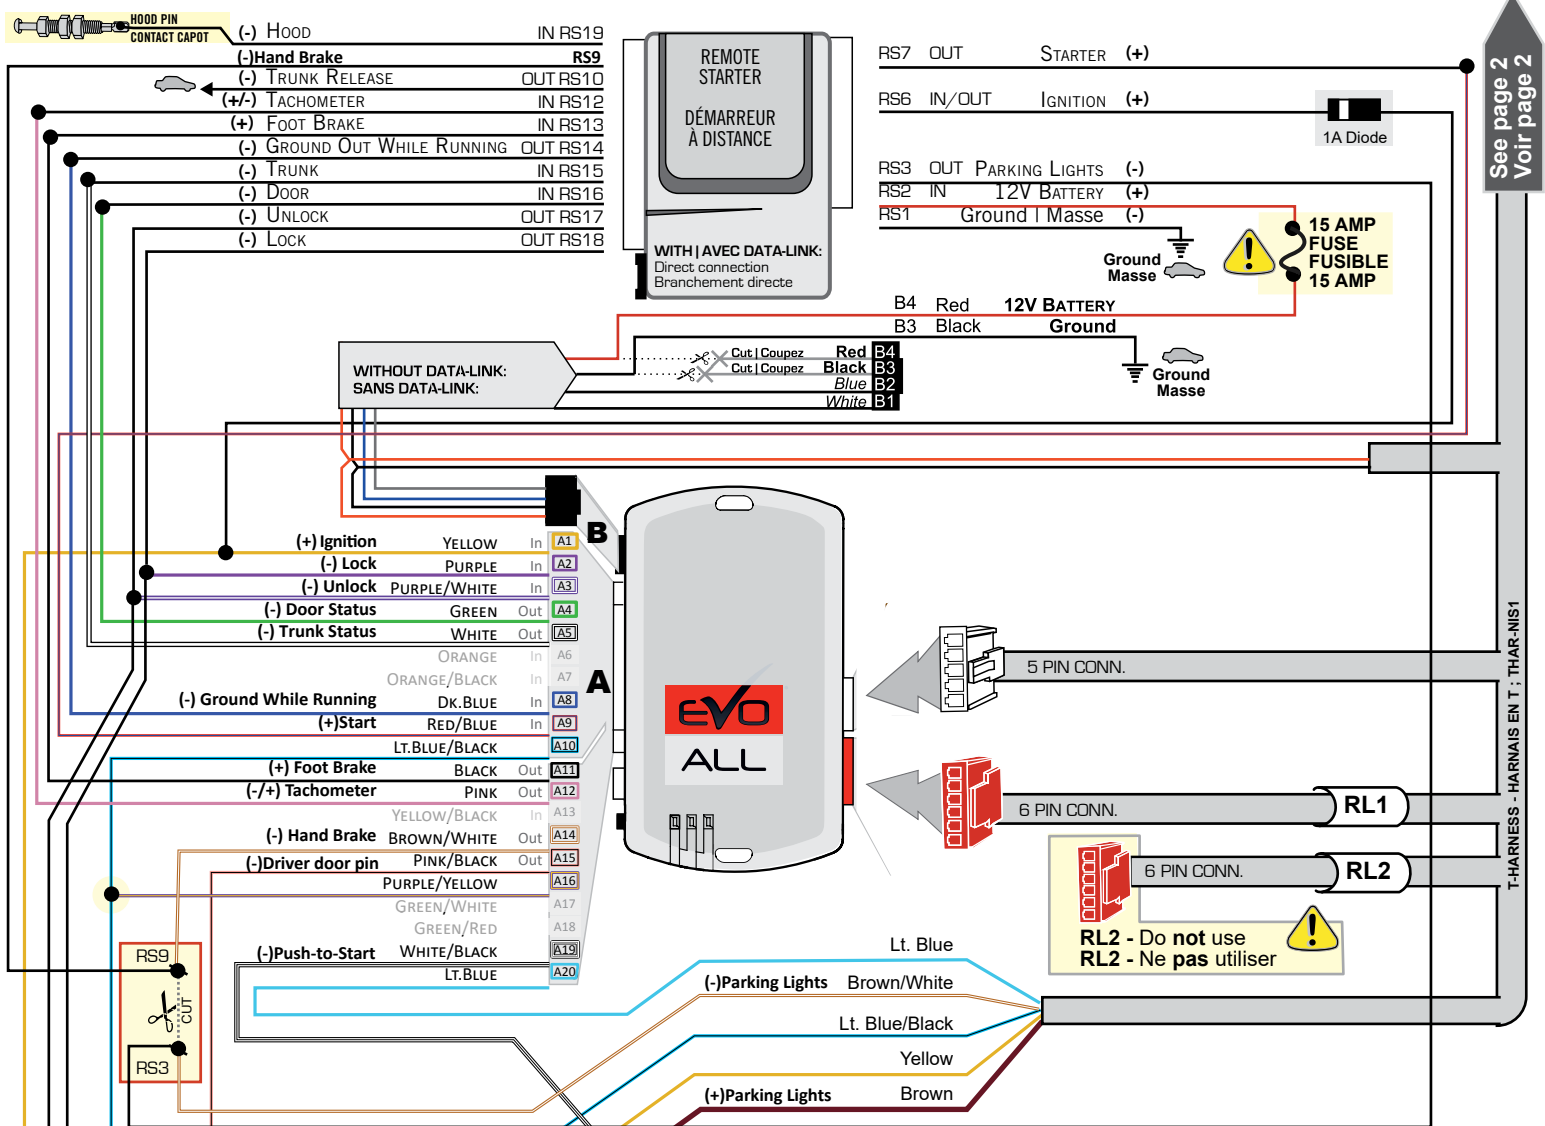 HOOD PIN
CONTACT CAPOT
(-) Hood IN RS19
(-)Hand Brake RS9
(-) Trunk Release OUT RS10
(+/-) Tachometer IN RS12
(+) Foot Brake IN RS13
(-) Ground Out While Running OUT RS14
(-) Trunk IN RS15
(-) Door IN RS16
(-) Unlock OUT RS17
(-) Lock OUT RS18
REMOTE
STARTER
DÉMARREUR
À DISTANCE
WITH | AVEC DATA-LINK:
Direct connection
Branchement directe
RS7 OUT Starter (+)
RS6 IN/OUT Ignition (+)
1A Diode
RS3 OUT Parking Lights (-)
RS2 IN 12V Battery (+)
RS1 Ground | Masse (-)
Ground
Masse
15 AMP
FUSE
FUSIBLE
15 AMP
See page 2
Voir page 2
B4 Red 12V Battery
B3 Black Ground
Ground
Masse
WITHOUT DATA-LINK:
SANS DATA-LINK:
Cut | Coupez Red B4
Cut | Coupez Black B3
Blue B2
White B1
B
A
(+) Ignition Yellow In A1
(-) Lock Purple In A2
(-) Unlock Purple/White In A3
(-) Door Status Green Out A4
(-) Trunk Status White Out A5
Orange In A6
Orange/Black In A7
(-) Ground While Running Dk.Blue In A8
(+)Start Red/Blue In A9
Lt.Blue/Black A10
(+) Foot Brake Black Out A11
(-/+) Tachometer Pink Out A12
Yellow/Black In A13
(-) Hand Brake Brown/White Out A14
(-)Driver door pin Pink/Black Out A15
Purple/Yellow A16
Green/White A17
Green/Red A18
(-)Push-to-Start White/Black A19
Lt.Blue A20
EVO
ALL
5 PIN CONN.
6 PIN CONN. RL1
6 PIN CONN. RL2
RL2 - Do not use
RL2 - Ne pas utiliser
T-HARNESS - HARNAIS EN T ; THAR-NIS1
RS9
CUT
RS3
Lt. Blue
(-)Parking Lights Brown/White
Lt. Blue/Black
Yellow
(+)Parking Lights Brown